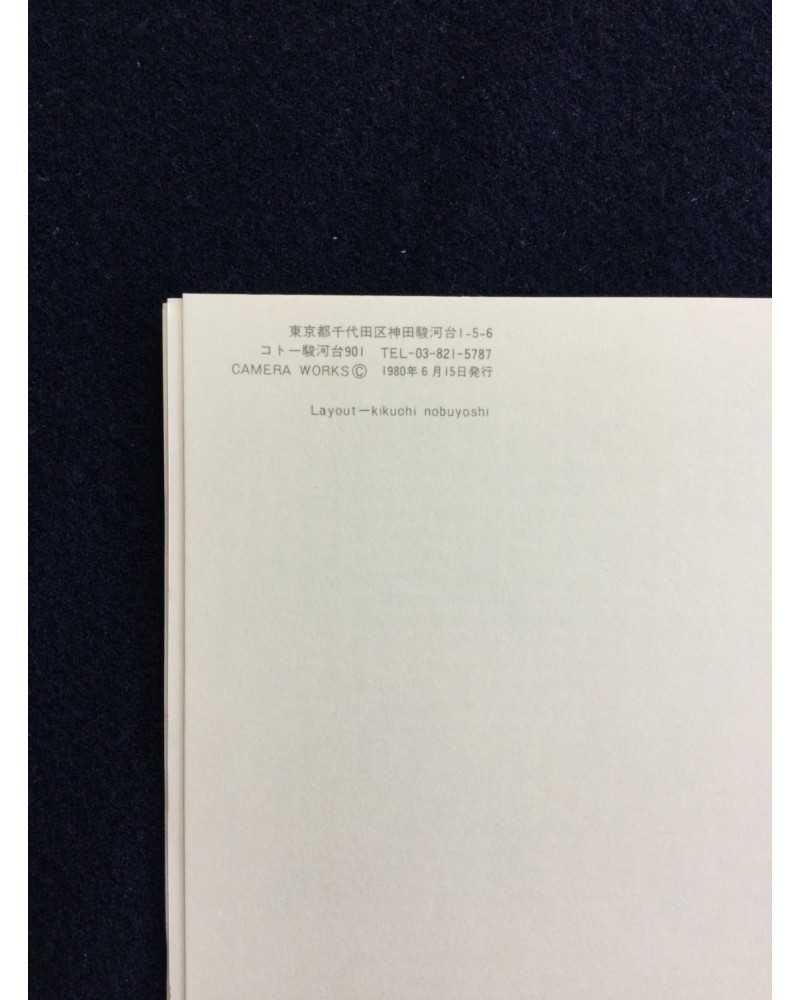 東京都千代田区神田駿河台1-5-6
コトー駿河台901 TEL-03-821-5787
CAMERA WORKS© 1980年6月15日発行
Layout—kikuohi nobuyoshi